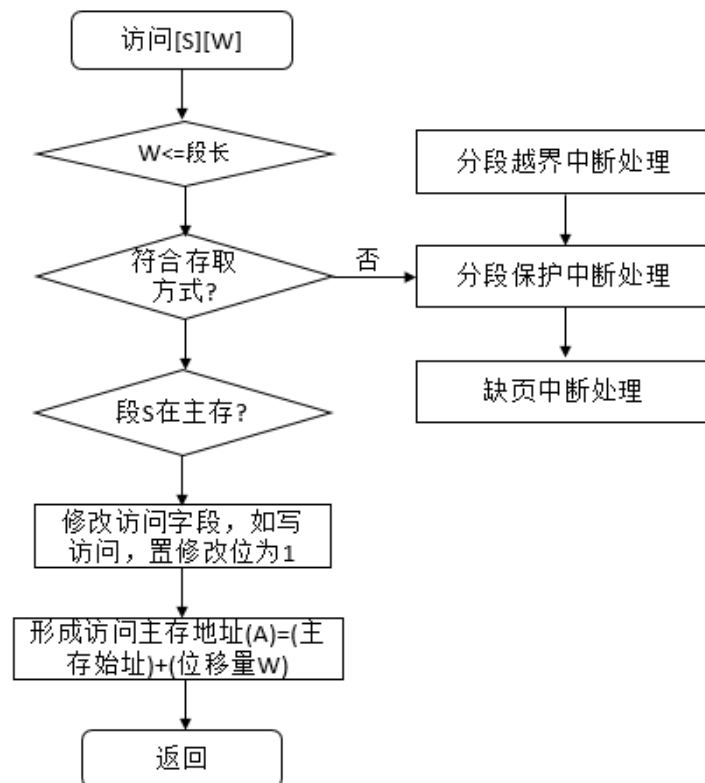 访问[S][W]
W<=段长
分段越界中断处理
符合存取
方式?
否
分段保护中断处理
段S在主存?
缺页中断处理
修改访问字段，如写
访问，置修改位为1
形成访问主存地址(A)=(主
存始址)+(位移量W)
返回